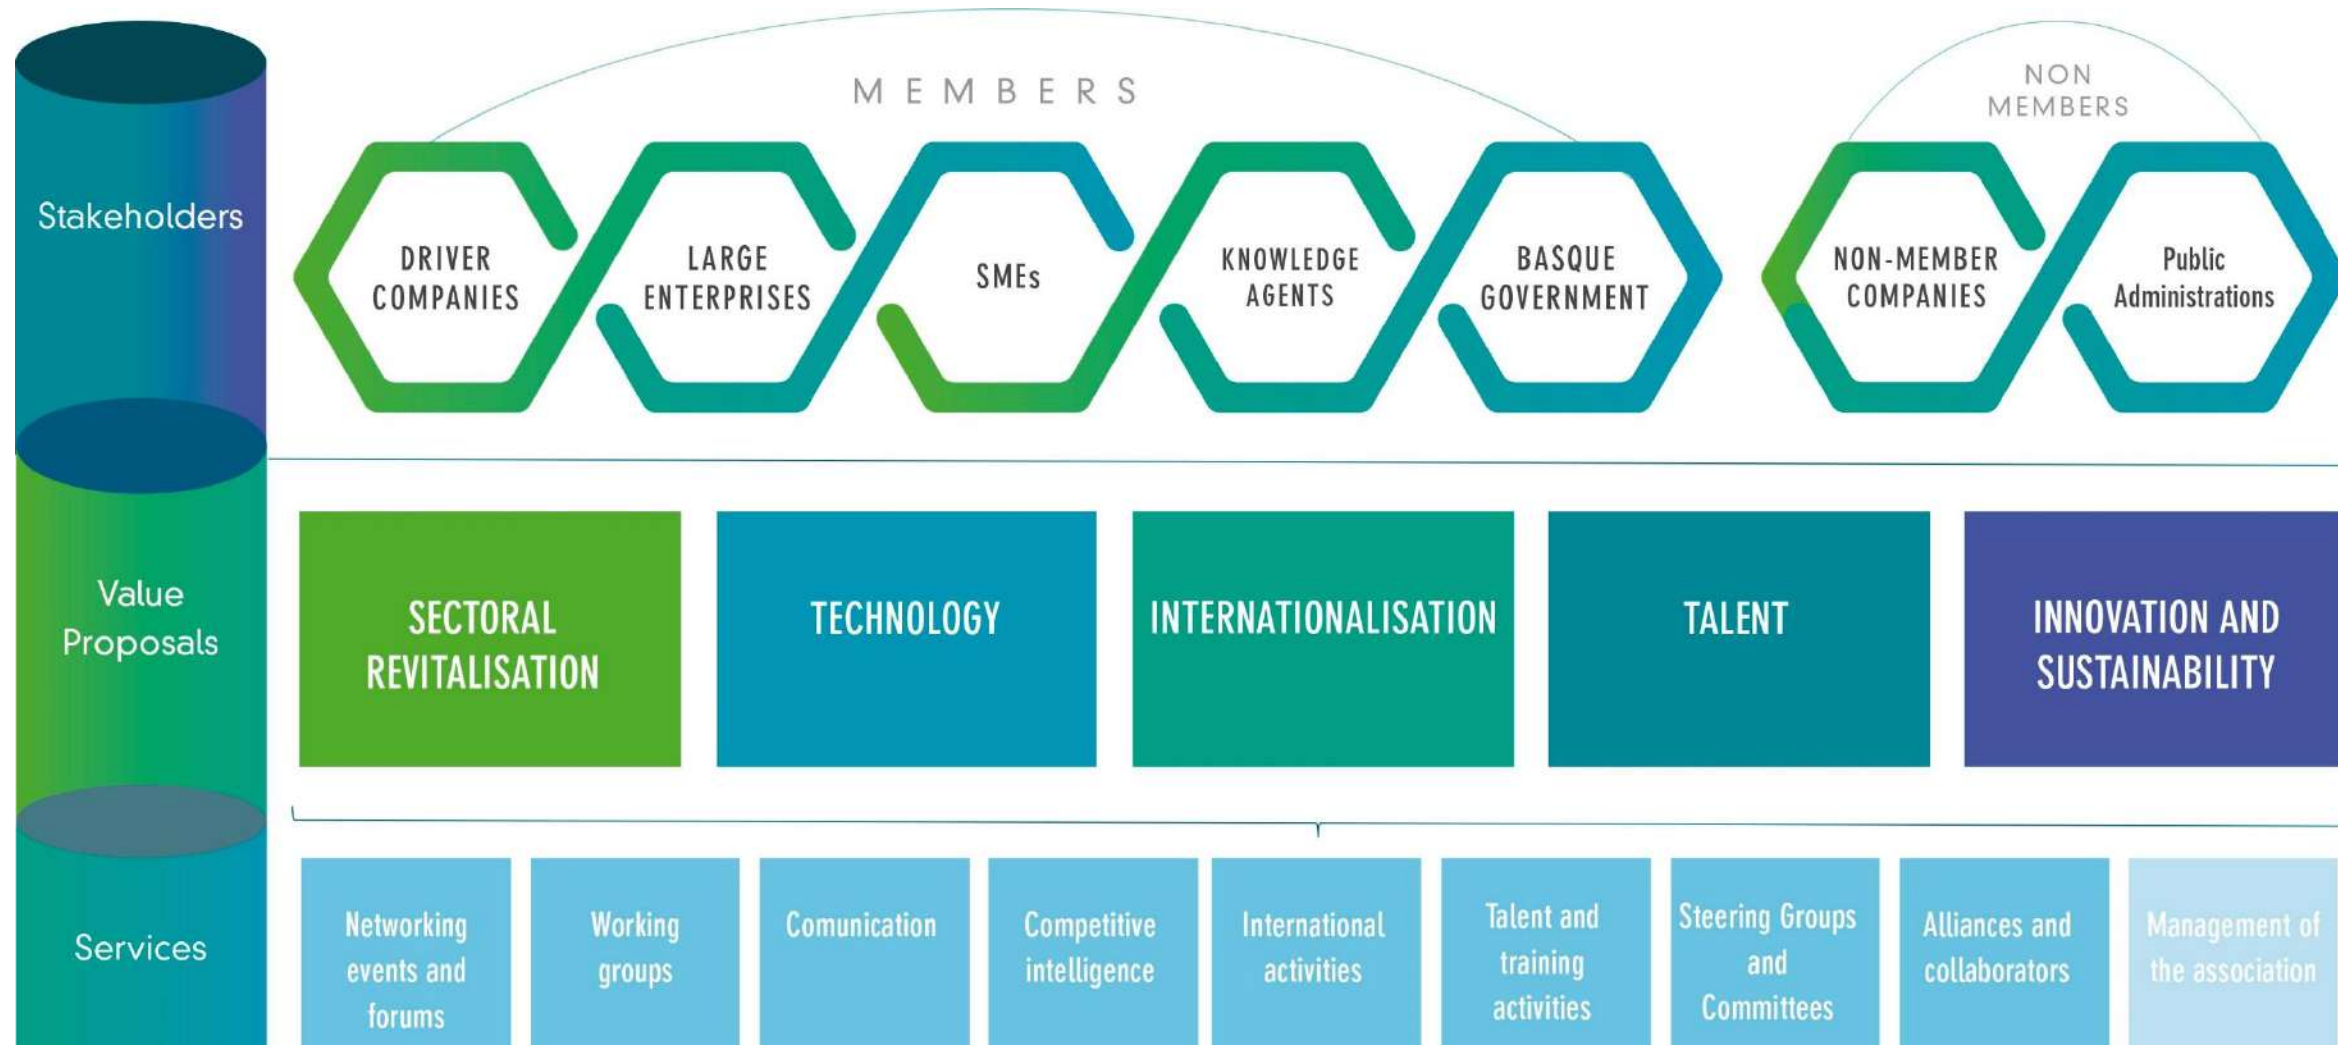 MEMBERS
NON
MEMBERS
Stakeholders
DRIVER
COMPANIES
LARGE
ENTERPRISES
SMEs
KNOWLEDGE
AGENTS
BASQUE
GOVERNMENT
NON-MEMBER
COMPANIES
Public
Administrations
Value
Proposals
SECTORAL
REVITALISATION
TECHNOLOGY
INTERNATIONALISATION
TALENT
INNOVATION AND
SUSTAINABILITY
Services
Networking
events and
forums
Working
groups
Comunication
Competitive
intelligence
International
activities
Talent and
training
activities
Steering Groups
and
Committees
Alliances and
collaborators
Management of
the association